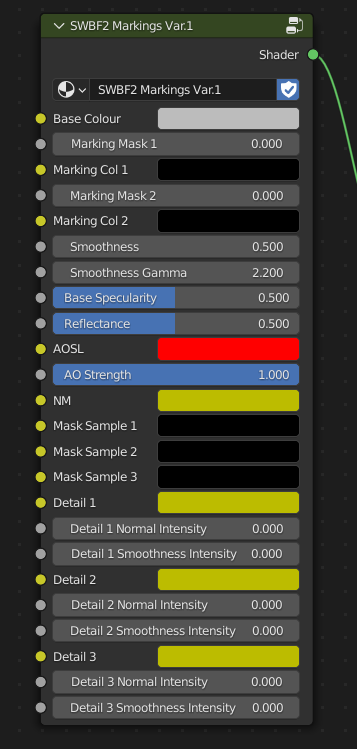 SWBF2 Markings Var.1
Shader
SWBF2 Markings Var.1
Base Colour
Marking Mask 1 0.000
Marking Col 1
Marking Mask 2 0.000
Marking Col 2
Smoothness 0.500
Smoothness Gamma 2.200
Base Specularity 0.500
Reflectance 0.500
AOSL
AO Strength 1.000
NM
Mask Sample 1
Mask Sample 2
Mask Sample 3
Detail 1
Detail 1 Normal Intensity 0.000
Detail 1 Smoothness Intensity 0.000
Detail 2
Detail 2 Normal Intensity 0.000
Detail 2 Smoothness Intensity 0.000
Detail 3
Detail 3 Normal Intensity 0.000
Detail 3 Smoothness Intensity 0.000